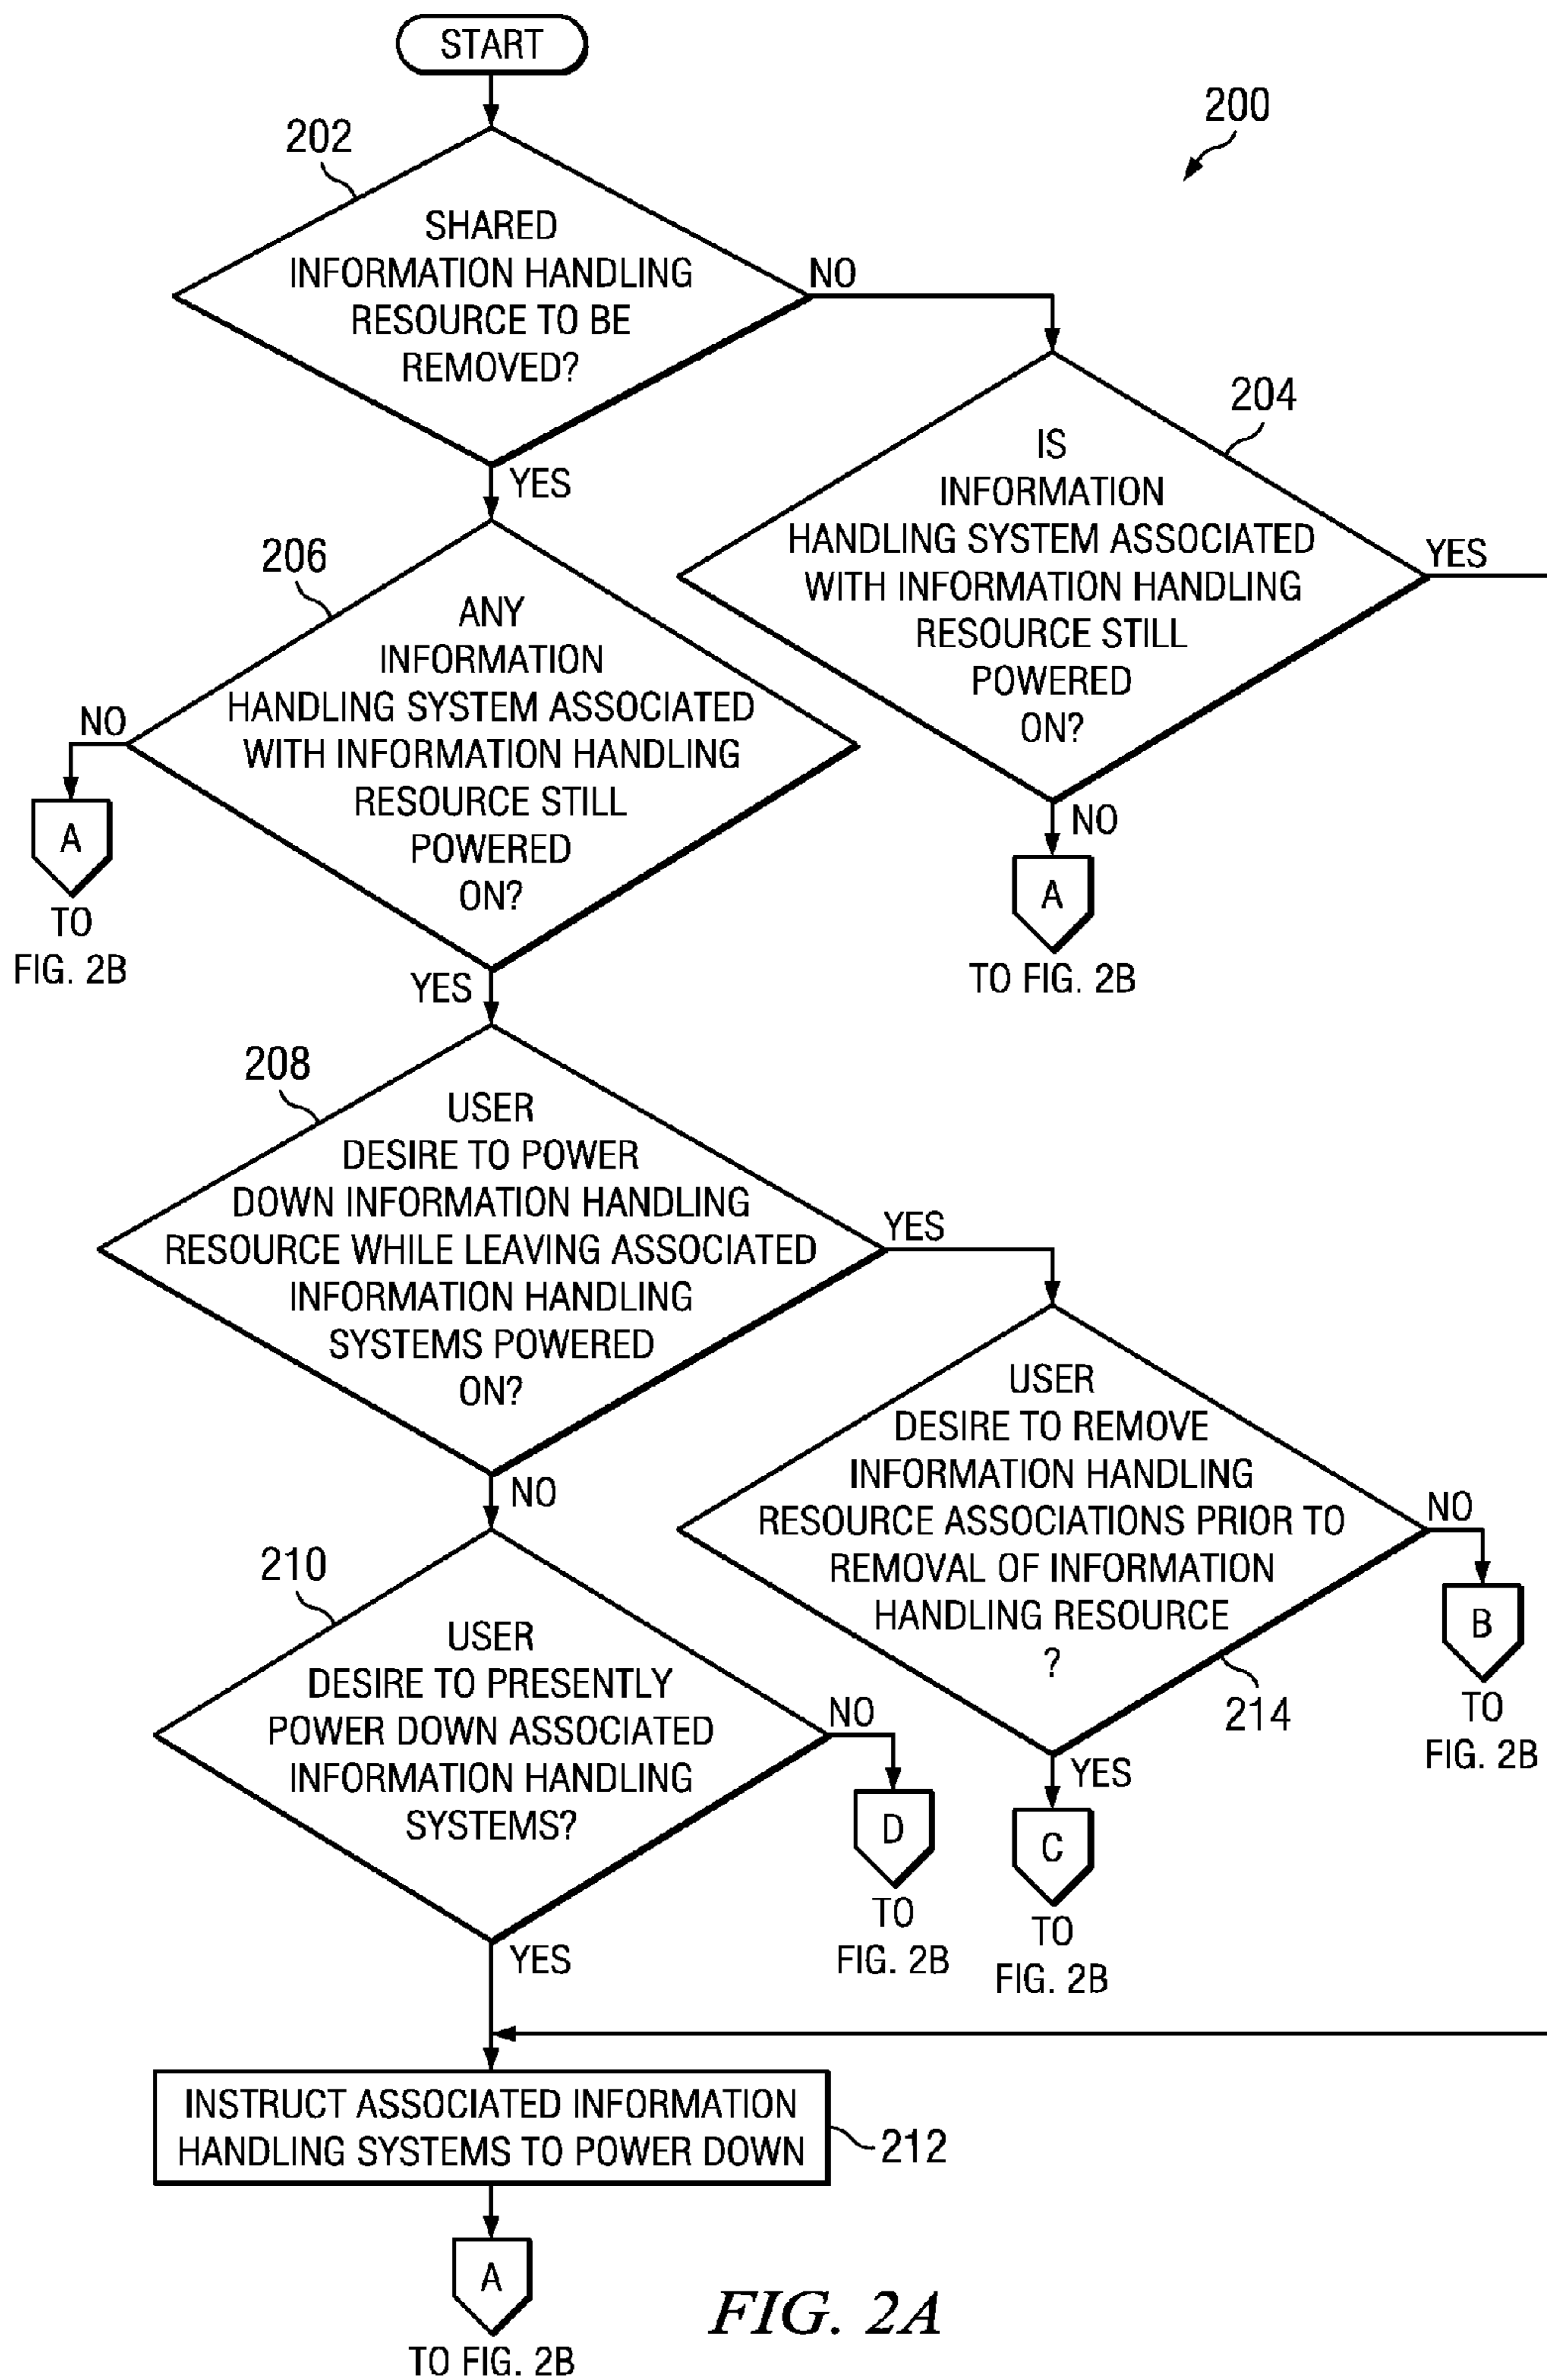 START
200
202
SHARED
INFORMATION HANDLING
RESOURCE TO BE
REMOVED?
NO
YES
204
IS
INFORMATION
HANDLING SYSTEM ASSOCIATED
WITH INFORMATION HANDLING
RESOURCE STILL
POWERED
ON?
YES
NO
A
TO FIG. 2B
206
ANY
INFORMATION
HANDLING SYSTEM ASSOCIATED
WITH INFORMATION HANDLING
RESOURCE STILL
POWERED
ON?
NO
A
TO
FIG. 2B
YES
208
USER
DESIRE TO POWER
DOWN INFORMATION HANDLING
RESOURCE WHILE LEAVING ASSOCIATED
INFORMATION HANDLING
SYSTEMS POWERED
ON?
YES
NO
USER
DESIRE TO REMOVE
INFORMATION HANDLING
RESOURCE ASSOCIATIONS PRIOR TO
REMOVAL OF INFORMATION
HANDLING RESOURCE
?
214
NO
B
TO
FIG. 2B
YES
C
TO
FIG. 2B
210
USER
DESIRE TO PRESENTLY
POWER DOWN ASSOCIATED
INFORMATION HANDLING
SYSTEMS?
NO
D
TO
FIG. 2B
YES
INSTRUCT ASSOCIATED INFORMATION
HANDLING SYSTEMS TO POWER DOWN
212
A
TO FIG. 2B
FIG. 2A